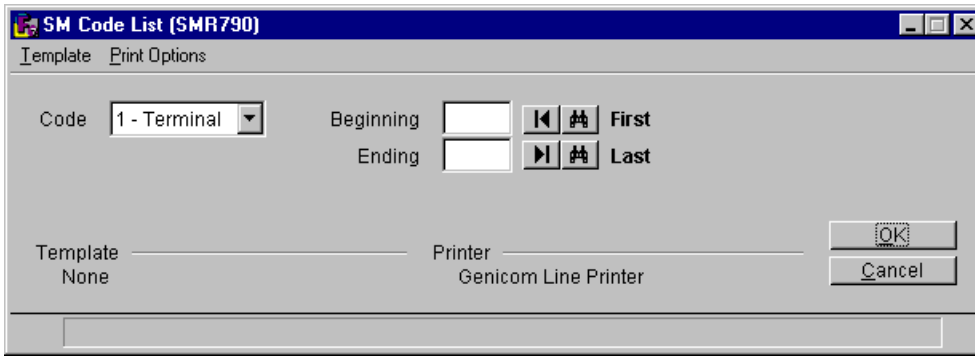 SM Code List (SMR790)
Template Print Options
Code 1 - Terminal Beginning First
Ending Last
Template Printer
None Genicom Line Printer
OK
Cancel